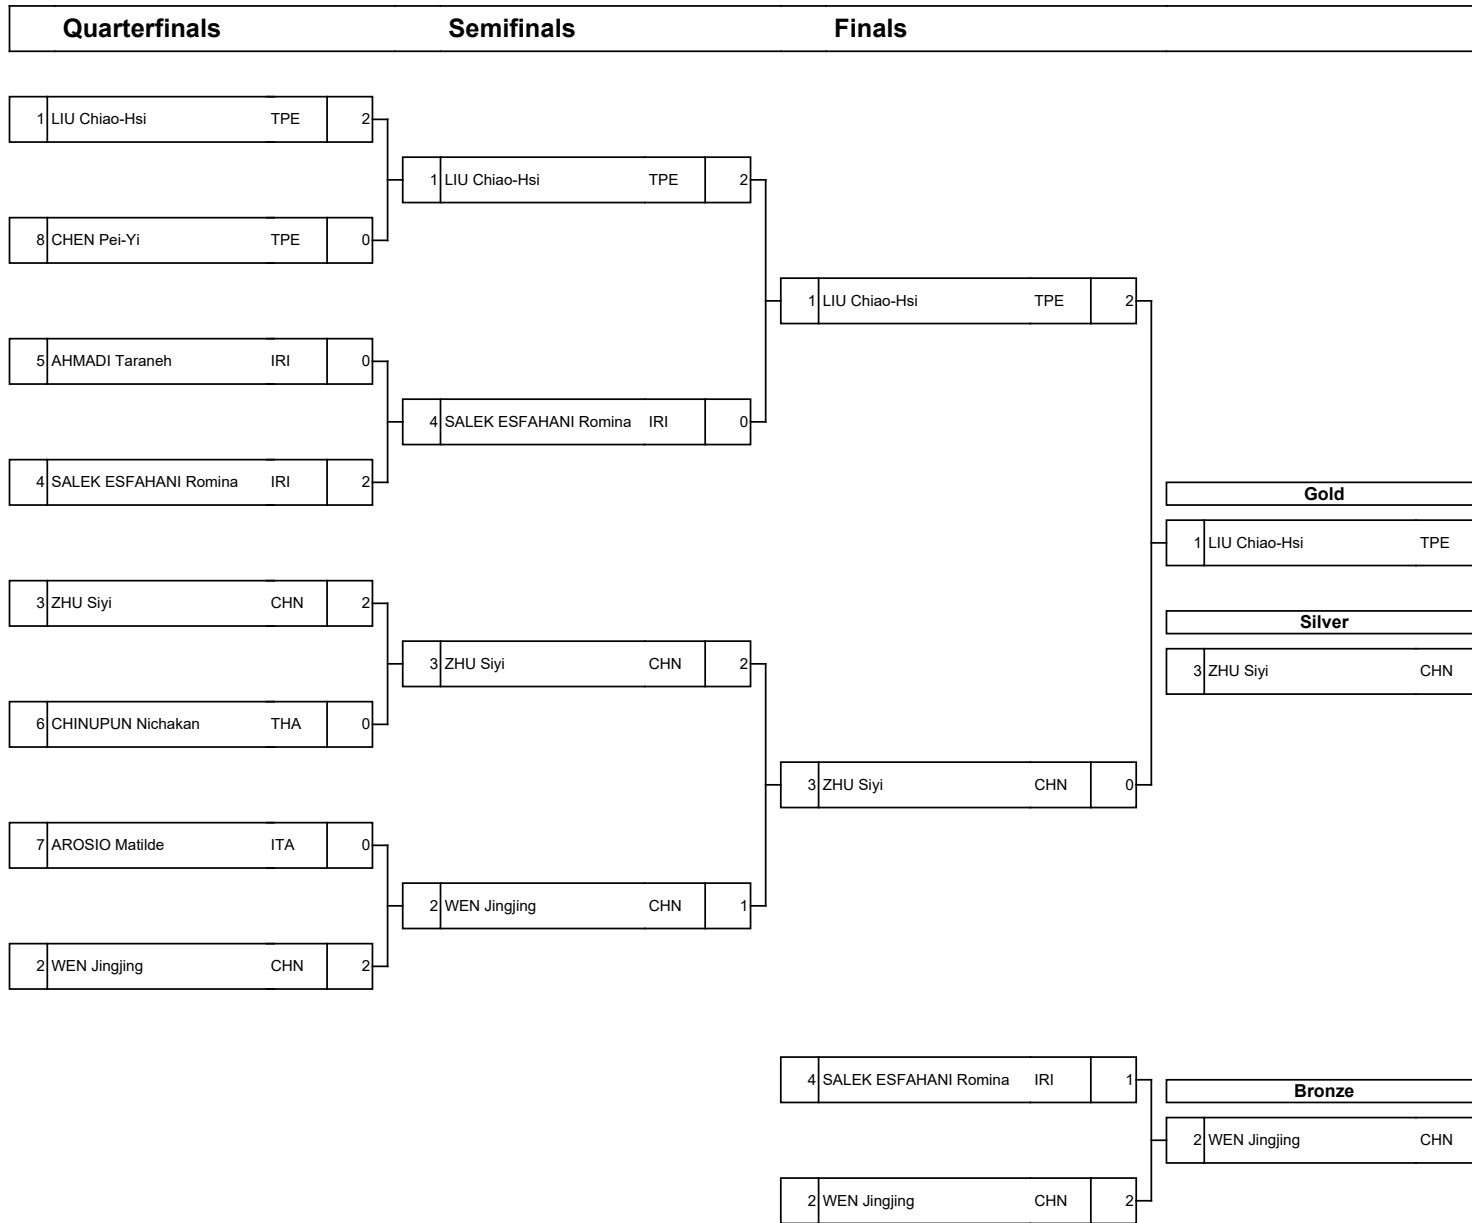 Quarterfinals Semifinals Finals
1 LIU Chiao-Hsi TPE 2
1 LIU Chiao-Hsi TPE 2
8 CHEN Pei-Yi TPE 0
1 LIU Chiao-Hsi TPE 2
5 AHMADI Taraneh IRI 0
4 SALEK ESFAHANI Romina IRI 0
4 SALEK ESFAHANI Romina IRI 2
Gold
1 LIU Chiao-Hsi TPE
3 ZHU Siyi CHN 2
Silver
3 ZHU Siyi CHN 2
3 ZHU Siyi CHN
6 CHINUPUN Nichakan THA 0
3 ZHU Siyi CHN 0
7 AROSIO Matilde ITA 0
2 WEN Jingjing CHN 1
2 WEN Jingjing CHN 2
4 SALEK ESFAHANI Romina IRI 1
Bronze
2 WEN Jingjing CHN
2 WEN Jingjing CHN 2